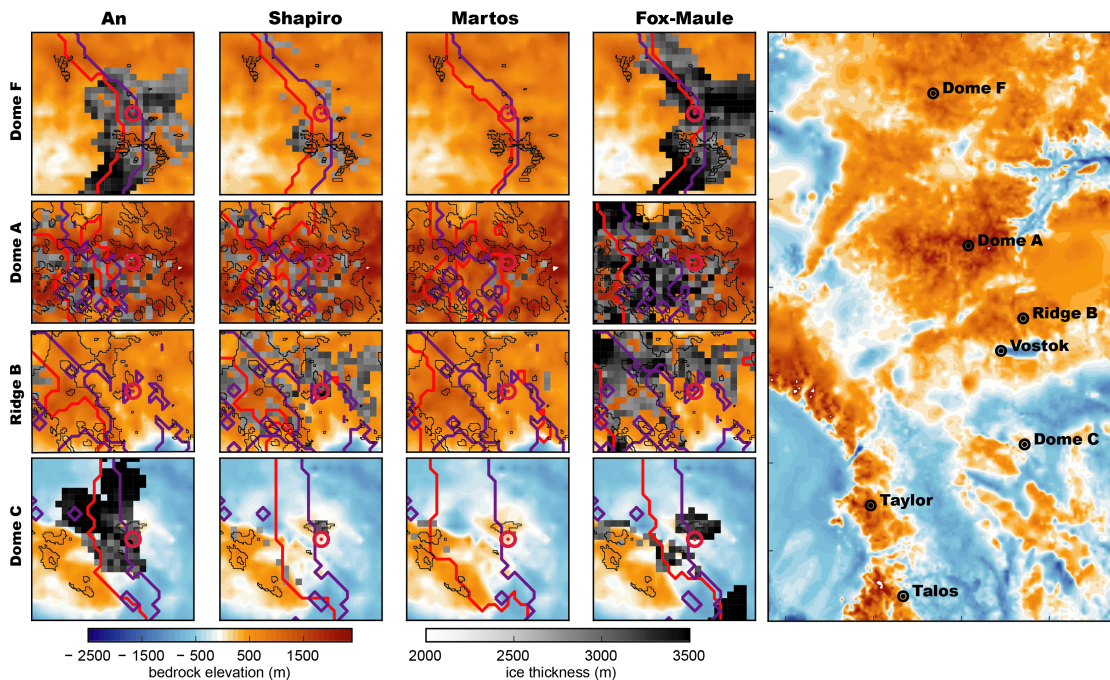 An Shapiro Martos Fox-Maule
Dome F
Dome A
Ridge B
Dome C
Dome F
Dome A
Ridge B
Vostok
Dome C
Taylor
Talos
− 2500 − 1500 − 500 500 1500
bedrock elevation (m)
2000 2500 3000 3500
ice thickness (m)